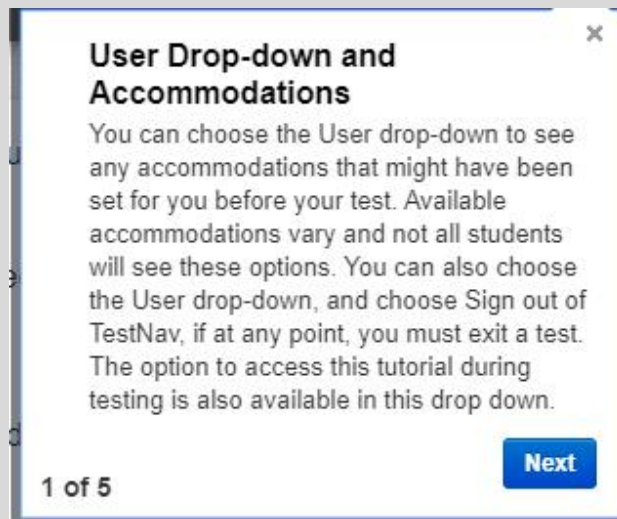 ×
User Drop-down and
Accommodations
You can choose the User drop-down to see
any accommodations that might have been
set for you before your test. Available
accommodations vary and not all students
will see these options. You can also choose
the User drop-down, and choose Sign out of
TestNav, if at any point, you must exit a test.
The option to access this tutorial during
testing is also available in this drop down.
Next
1 of 5